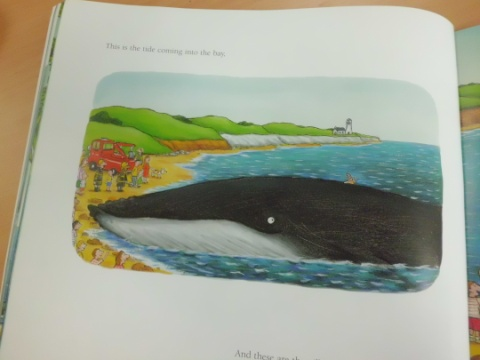 This is the tide coming into the bay,
And these are the